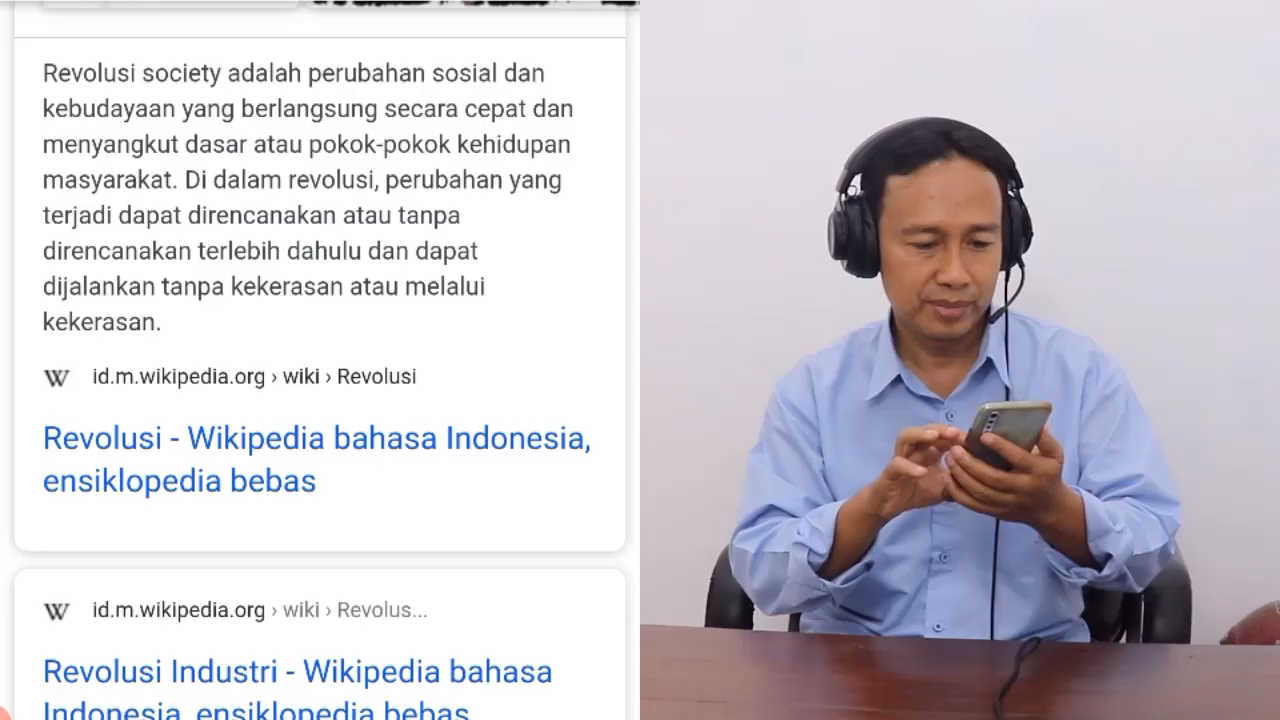 Revolusi society adalah perubahan sosial dan
kebudayaan yang berlangsung secara cepat dan
menyangkut dasar atau pokok-pokok kehidupan
masyarakat. Di dalam revolusi, perubahan yang
terjadi dapat direncanakan atau tanpa
direncanakan terlebih dahulu dan dapat
dijalankan tanpa kekerasan atau melalui
kekerasan.
W id.m.wikipedia.org › wiki › Revolusi
Revolusi - Wikipedia bahasa Indonesia,
ensiklopedia bebas
W id.m.wikipedia.org › wiki › Revolus...
Revolusi Industri - Wikipedia bahasa
Indonesia, ensiklopedia bebas